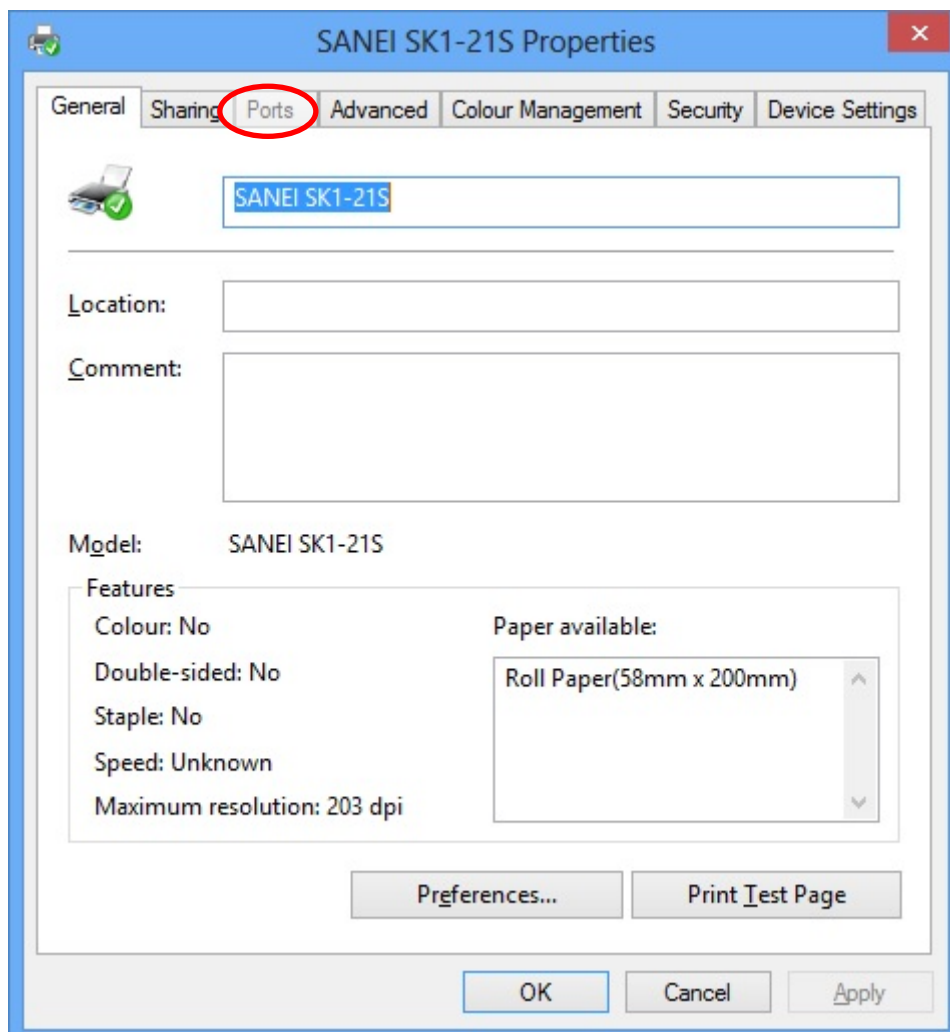 SANEI SK1-21S Properties
General Sharing Ports Advanced Colour Management Security Device Settings
SANEI SK1-21S
Location:
Comment:
Model: SANEI SK1-21S
Features
Colour: No
Double-sided: No
Staple: No
Speed: Unknown
Maximum resolution: 203 dpi
Paper available:
Roll Paper(58mm x 200mm)
Preferences... Print Test Page
OK Cancel Apply